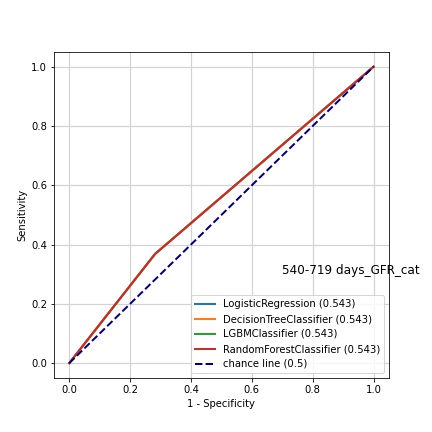 1.0
0.8
0.6
0.4
0.2
0.0
Sensitivity
540-719 days_GFR_cat
LogisticRegression (0.543)
DecisionTreeClassifier (0.543)
LGBMClassifier (0.543)
RandomForestClassifier (0.543)
chance line (0.5)
0.0 0.2 0.4 0.6 0.8 1.0
1 - Specificity